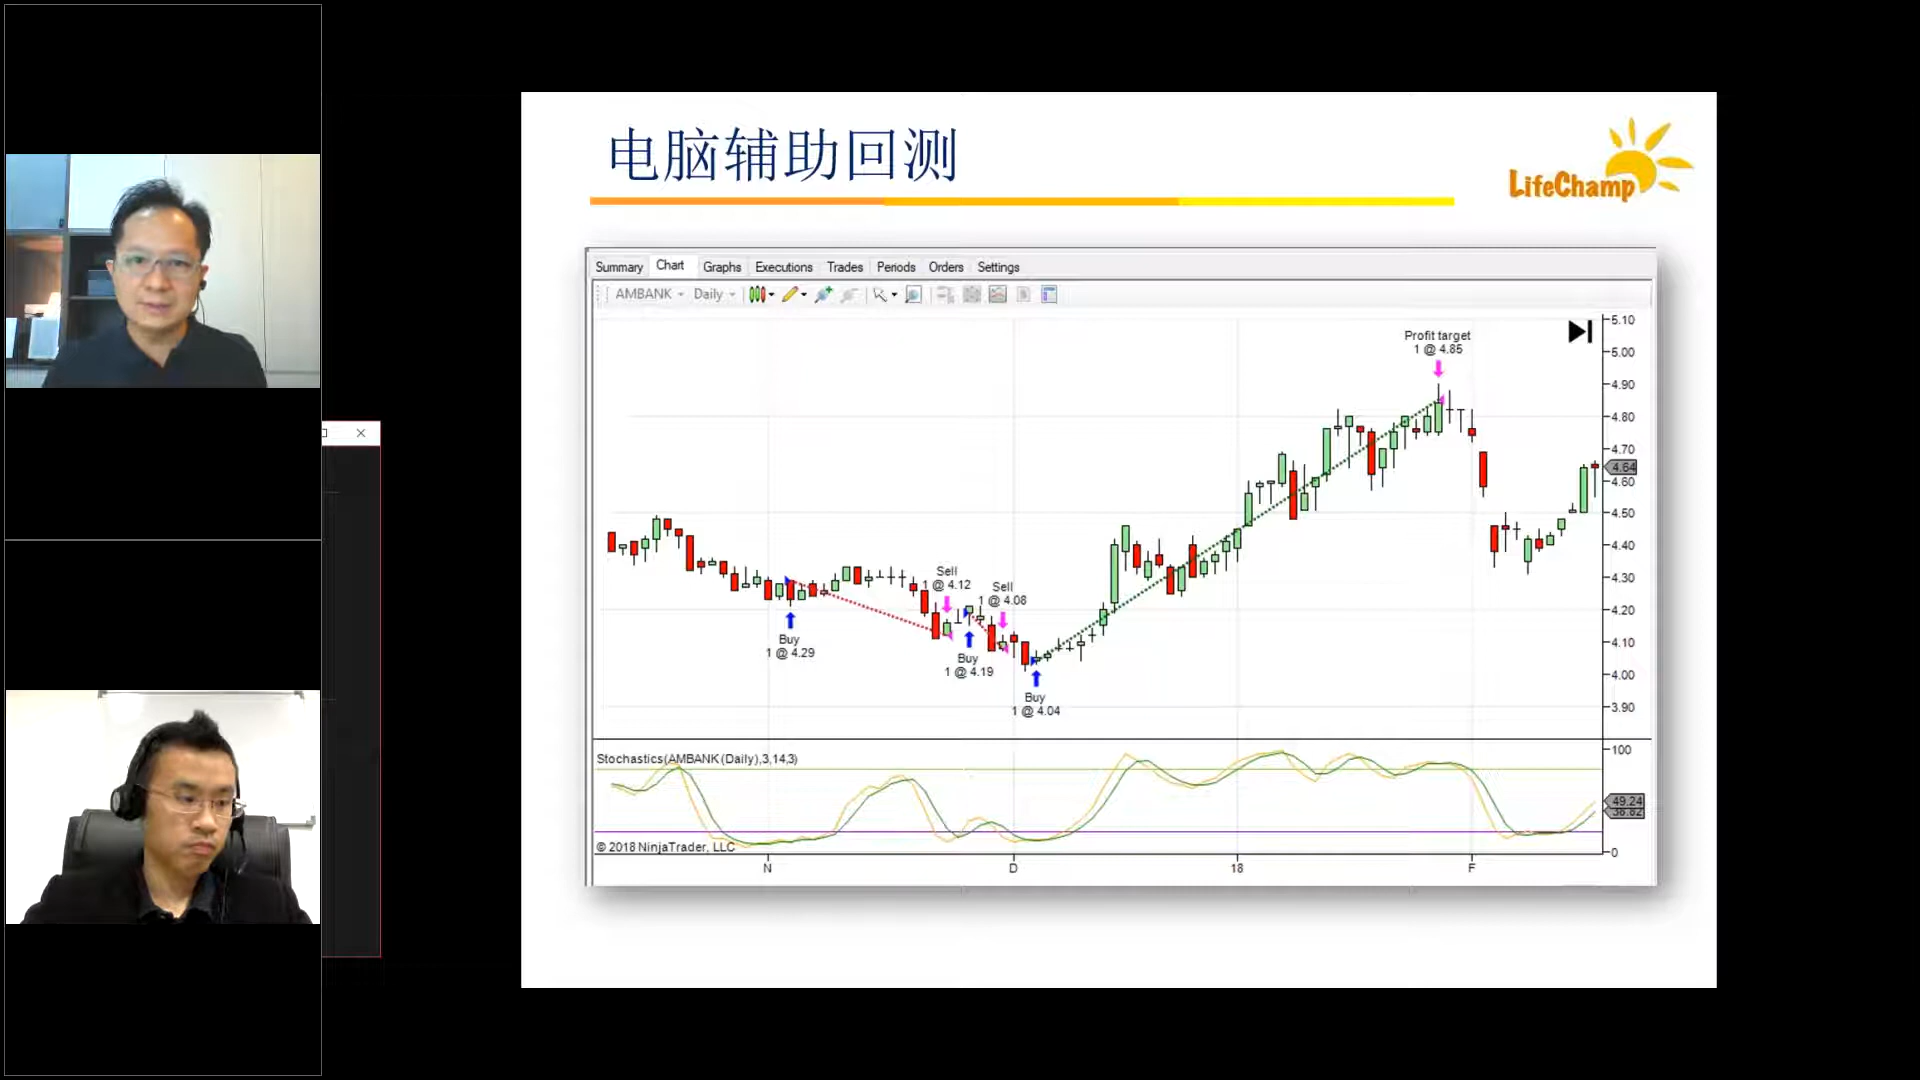 电脑辅助回测
LifeChamp
Summary Chart Graphs Executions Trades Periods Orders Settings
AMBANK Daily
Profit target
1 @ 4.85
Sell
1 @ 4.12
Sell
1 @ 4.08
Buy
1 @ 4.29
Buy
1 @ 4.19
Buy
1 @ 4.04
5.10
5.00
4.90
4.80
4.70
4.64
4.60
4.50
4.40
4.30
4.20
4.10
4.00
3.90
Stochastics(AMBANK (Daily),3,14,3)
100
49.24
38.82
0
© 2018 NinjaTrader, LLC
N D 18 F